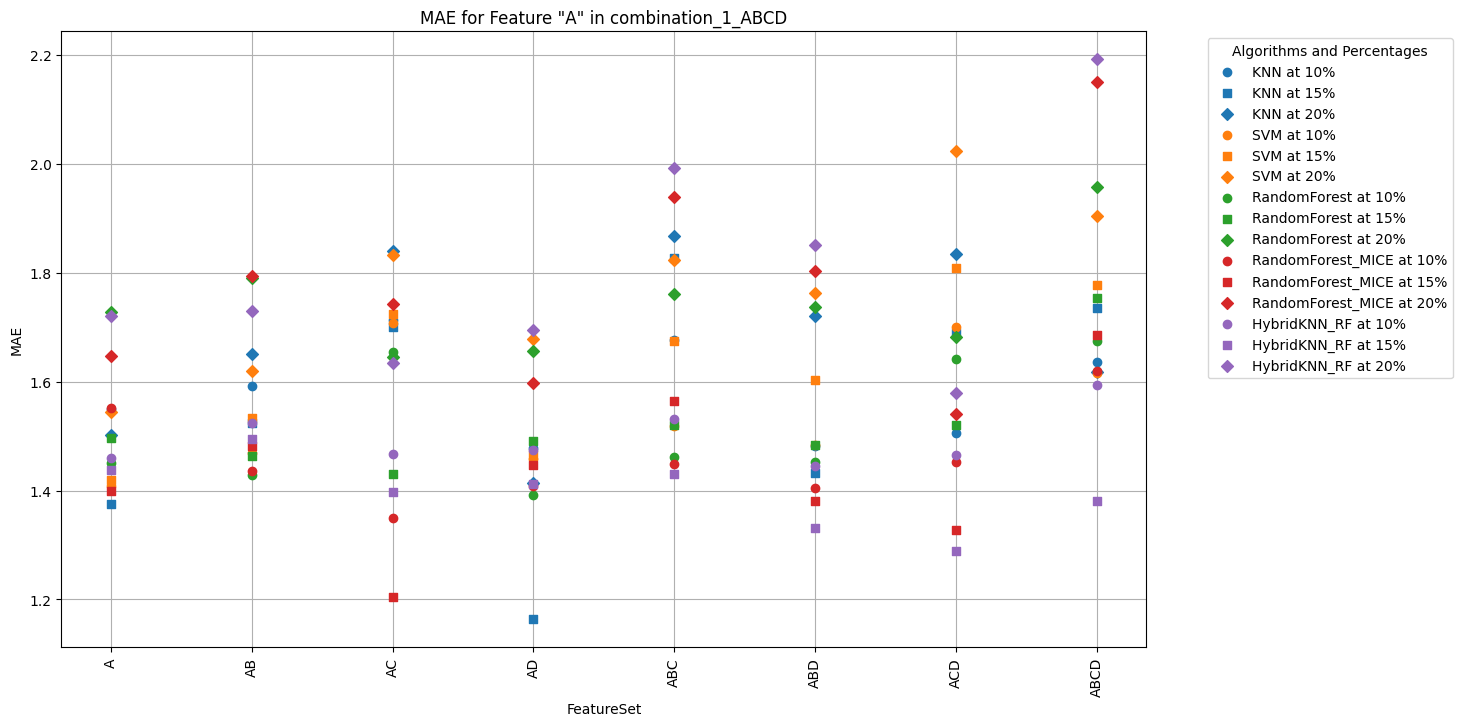 MAE for Feature "A" in combination_1_ABCD
MAE
2.2
2.0
1.8
1.6
1.4
1.2
A
AB
AC
AD
ABC
ABD
ACD
ABCD
FeatureSet
Algorithms and Percentages
KNN at 10%
KNN at 15%
KNN at 20%
SVM at 10%
SVM at 15%
SVM at 20%
RandomForest at 10%
RandomForest at 15%
RandomForest at 20%
RandomForest_MICE at 10%
RandomForest_MICE at 15%
RandomForest_MICE at 20%
HybridKNN_RF at 10%
HybridKNN_RF at 15%
HybridKNN_RF at 20%